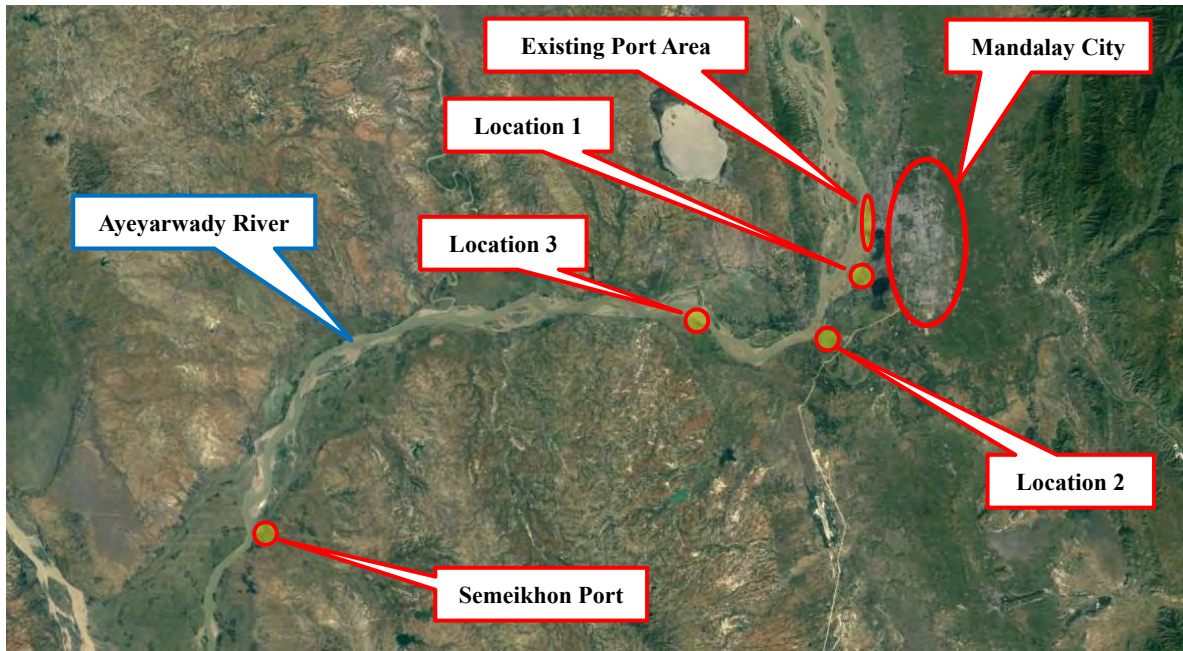 Existing Port Area
Mandalay City
Location 1
Ayeyarwady River
Location 3
Location 2
Semeikhon Port